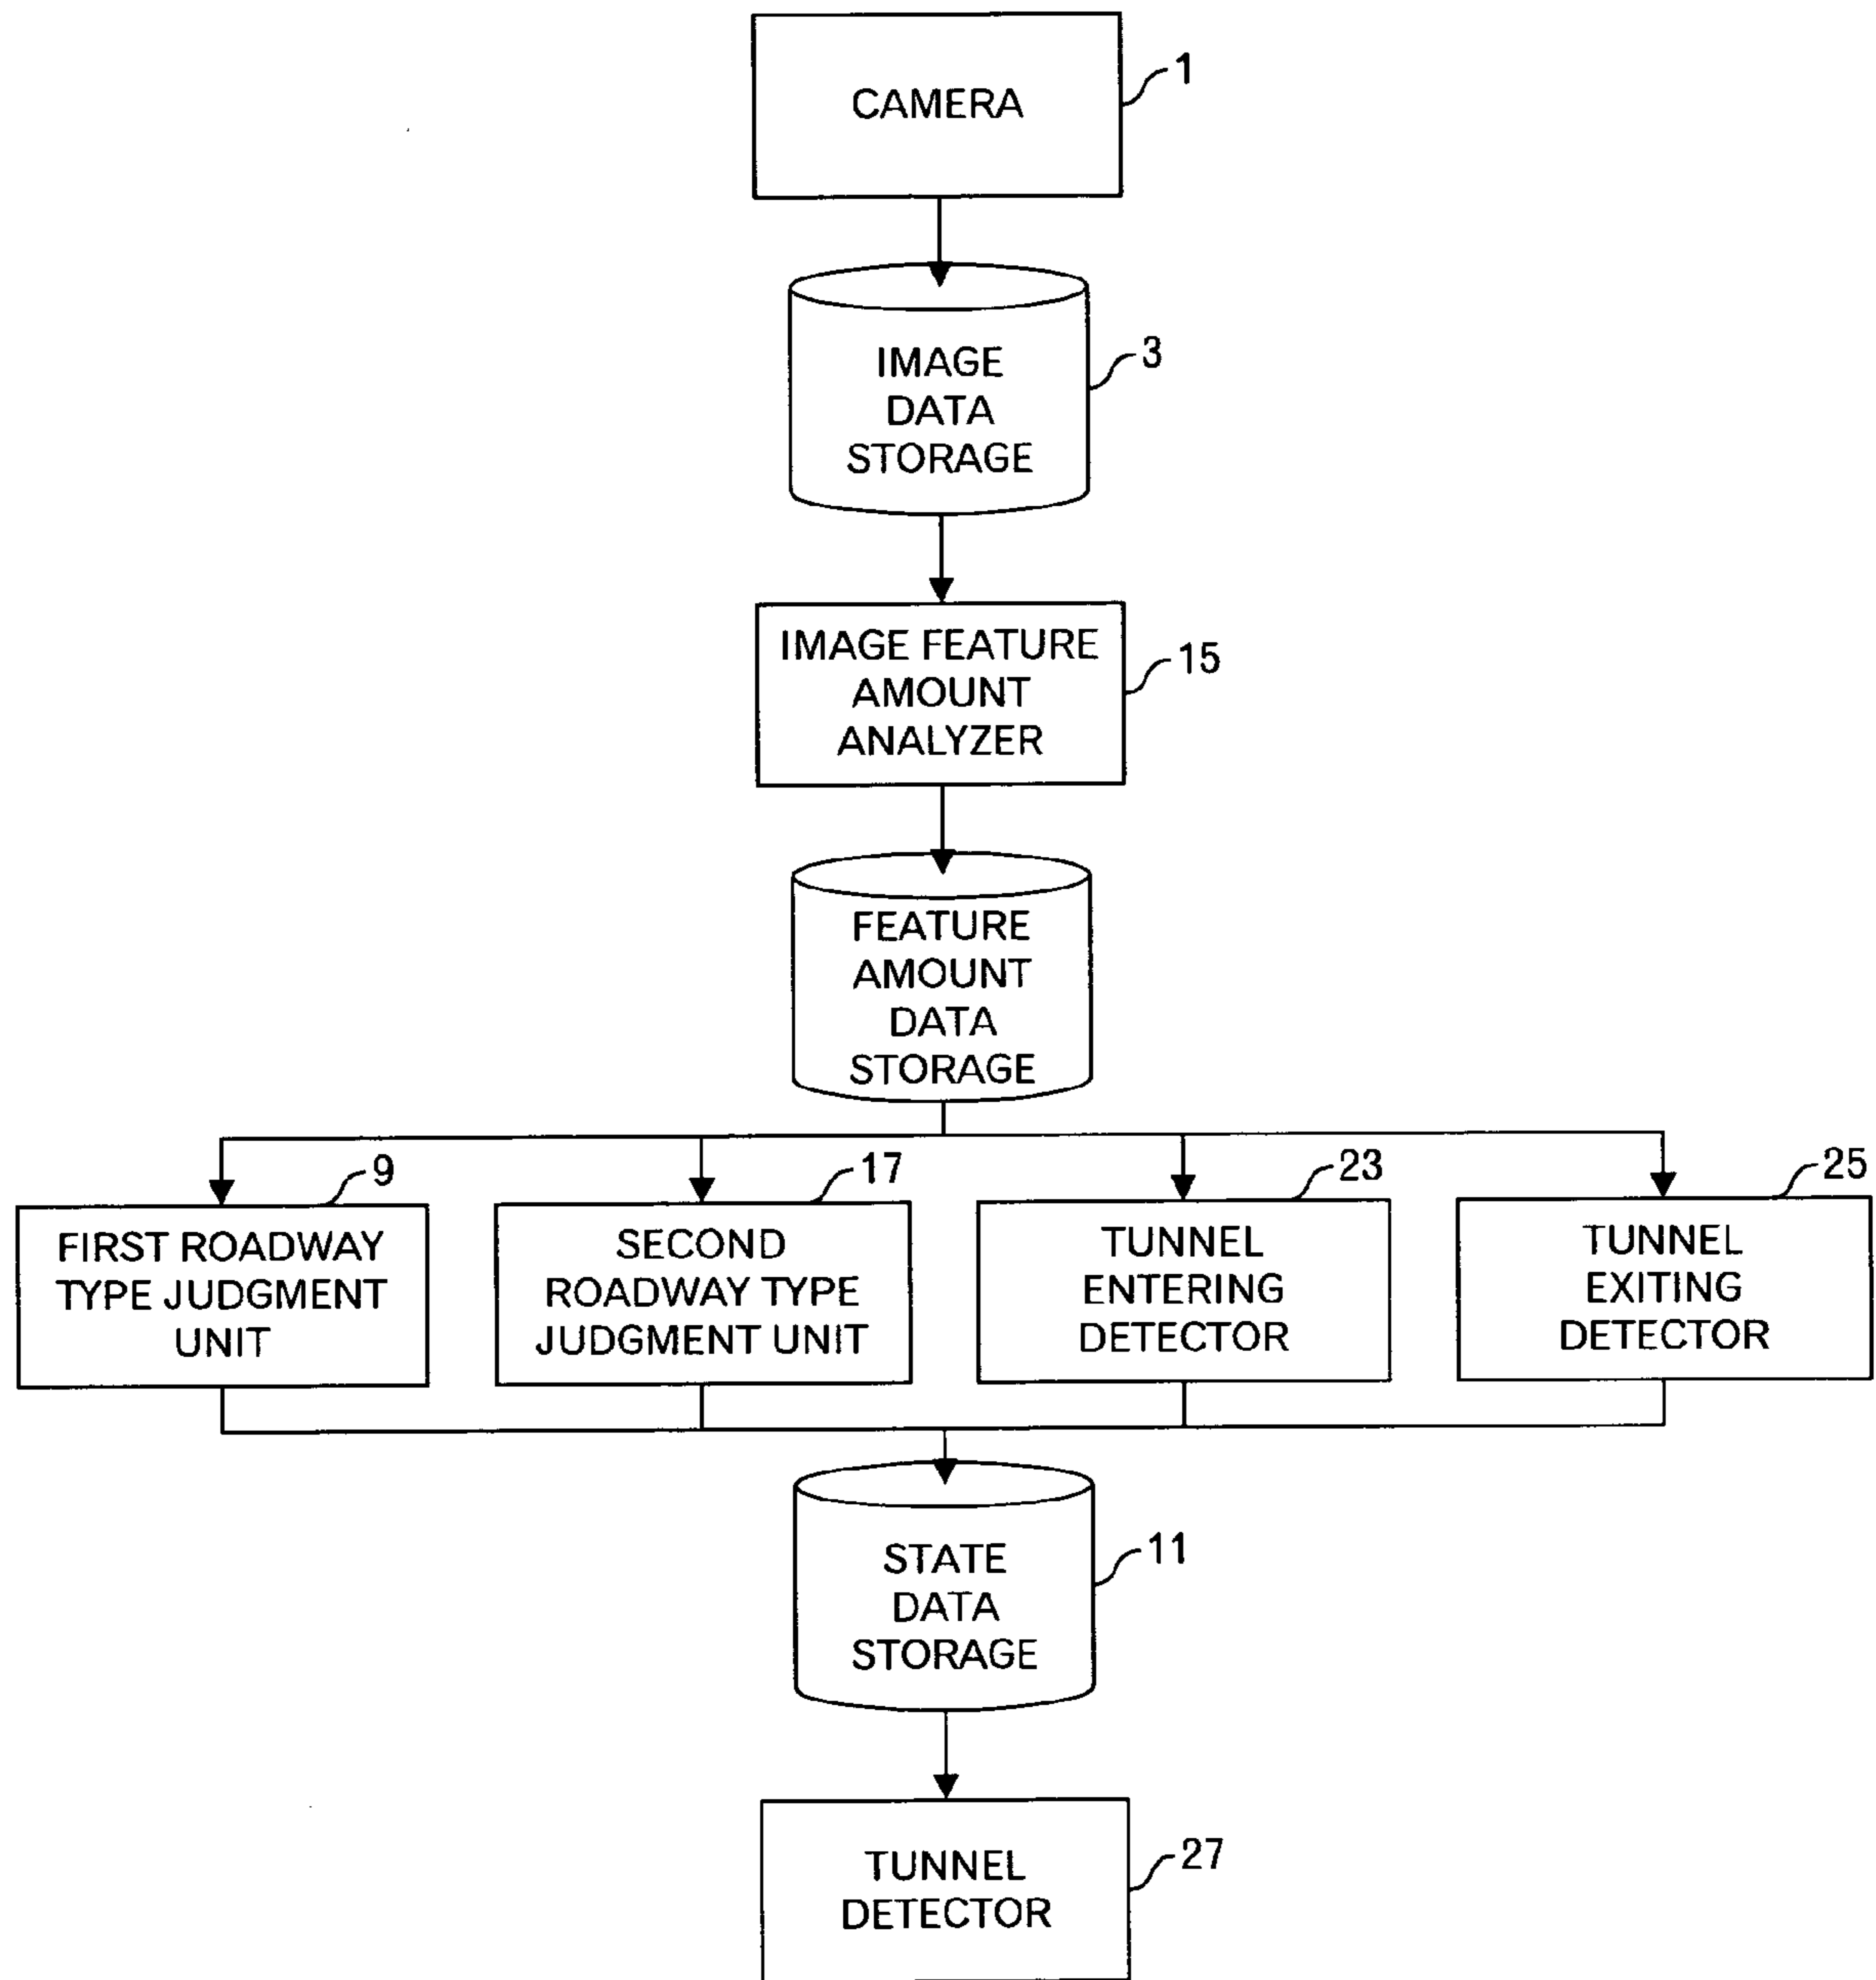 CAMERA
1
IMAGE
DATA
STORAGE
3
IMAGE FEATURE
AMOUNT
ANALYZER
15
FEATURE
AMOUNT
DATA
STORAGE
9
17
23
25
FIRST ROADWAY
TYPE JUDGMENT
UNIT
SECOND
ROADWAY TYPE
JUDGMENT UNIT
TUNNEL
ENTERING
DETECTOR
TUNNEL
EXITING
DETECTOR
STATE
DATA
STORAGE
11
TUNNEL
DETECTOR
27